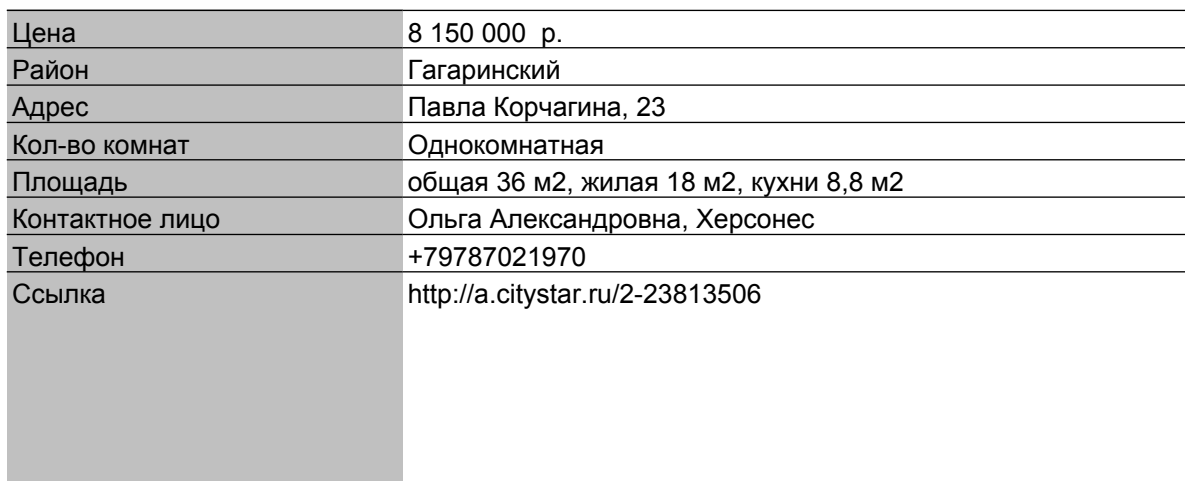 Цена 8 150 000 р.
Район Гагаринский
Адрес Павла Корчагина, 23
Кол-во комнат Однокомнатная
Площадь общая 36 м2, жилая 18 м2, кухни 8,8 м2
Контактное лицо Ольга Александровна, Херсонес
Телефон +79787021970
Ссылка http://a.citystar.ru/2-23813506